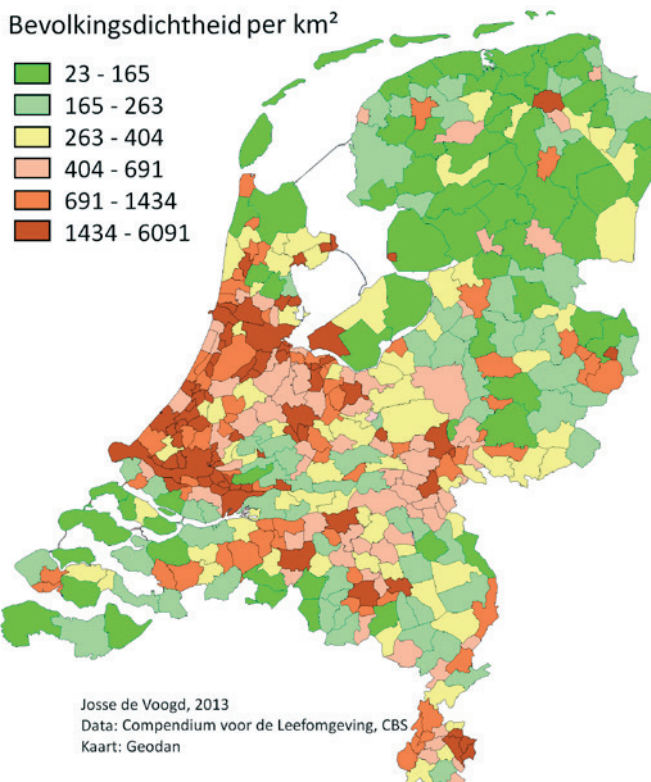 Bevolkingsdichtheid per km²
23 - 165
165 - 263
263 - 404
404 - 691
691 - 1434
1434 - 6091
Josse de Voogd, 2013
Data: Compendium voor de Leefomgeving, CBS
Kaart: Geodan